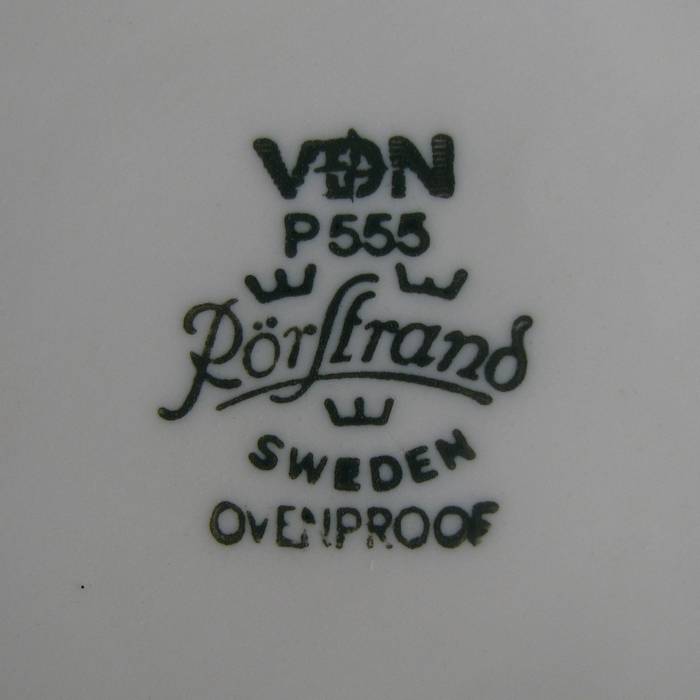 VDN
P555
Rörstrand
SWEDEN
OVENPROOF